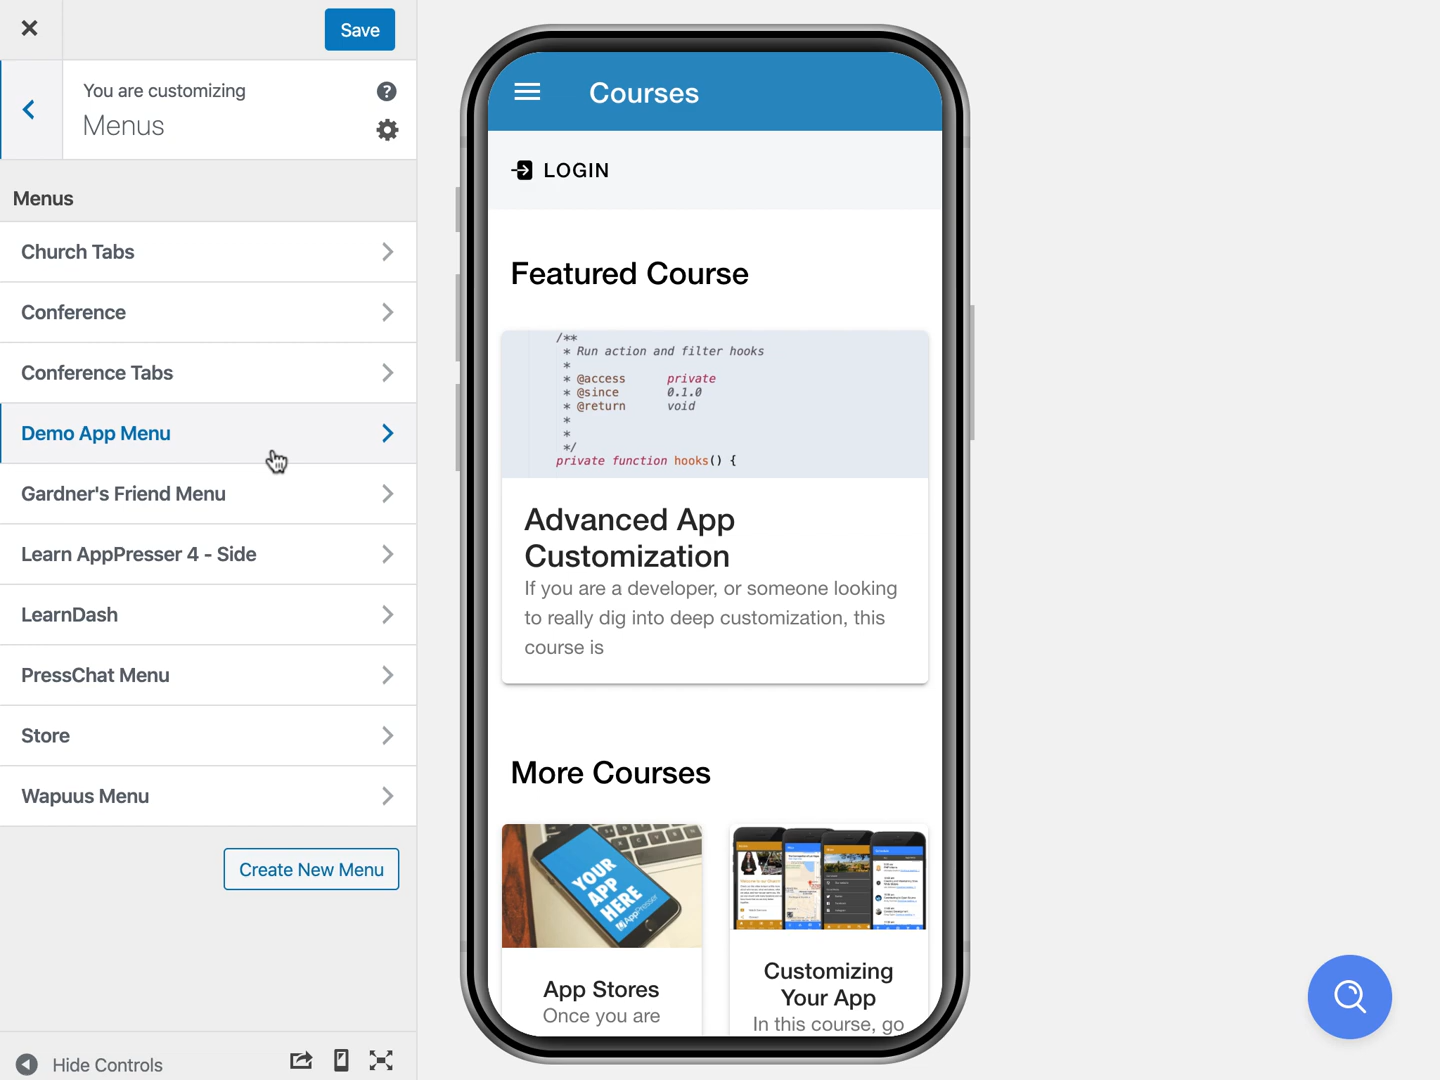 Save
You are customizing
Menus
Menus
Church Tabs
Conference
Conference Tabs
Demo App Menu
Gardner's Friend Menu
Learn AppPresser 4 - Side
LearnDash
PressChat Menu
Store
Wapuus Menu
Create New Menu
Hide Controls
Courses
LOGIN
Featured Course
/**
* Run action and filter hooks
*
* @access private
* @since 0.1.0
* @return void
*
*
*/
private function hooks() {
Advanced App
Customization
If you are a developer, or someone looking
to really dig into deep customization, this
course is
More Courses
YOUR
APP
HERE
AppPresser
App Stores
Once you are
Customizing
Your App
In this course, go